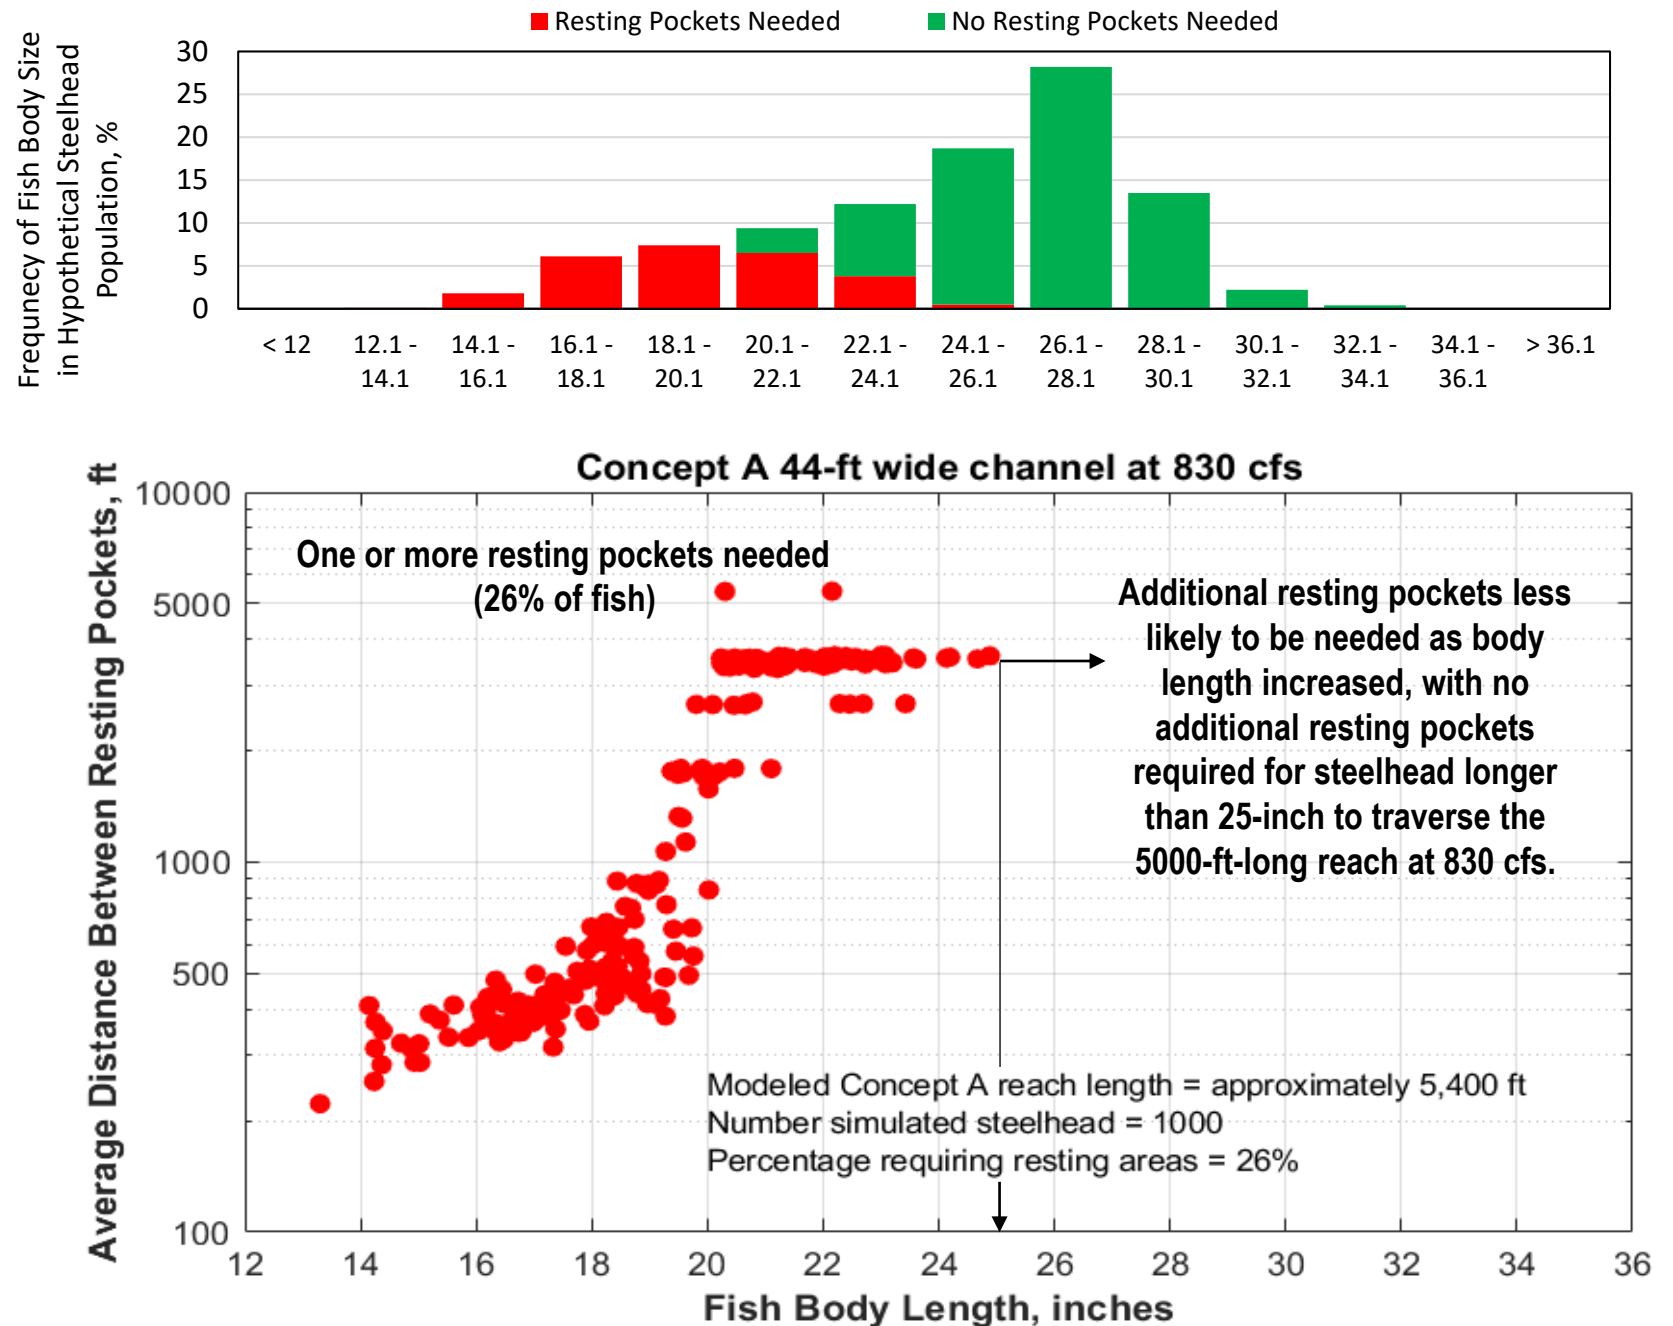 Resting Pockets Needed
No Resting Pockets Needed
Frequnecy of Fish Body Size
in Hypothetical Steelhead
Population, %
30
25
20
15
10
5
0
< 12
12.1 -
14.1
14.1 -
16.1
16.1 -
18.1
18.1 -
20.1
20.1 -
22.1
22.1 -
24.1
24.1 -
26.1
26.1 -
28.1
28.1 -
30.1
30.1 -
32.1
32.1 -
34.1
34.1 -
36.1
> 36.1
Concept A 44-ft wide channel at 830 cfs
Average Distance Between Resting Pockets, ft
10000
5000
1000
500
100
One or more resting pockets needed
(26% of fish)
Additional resting pockets less
likely to be needed as body
length increased, with no
additional resting pockets
required for steelhead longer
than 25-inch to traverse the
5000-ft-long reach at 830 cfs.
Modeled Concept A reach length = approximately 5,400 ft
Number simulated steelhead = 1000
Percentage requiring resting areas = 26%
12
14
16
18
20
22
24
26
28
30
32
34
36
Fish Body Length, inches